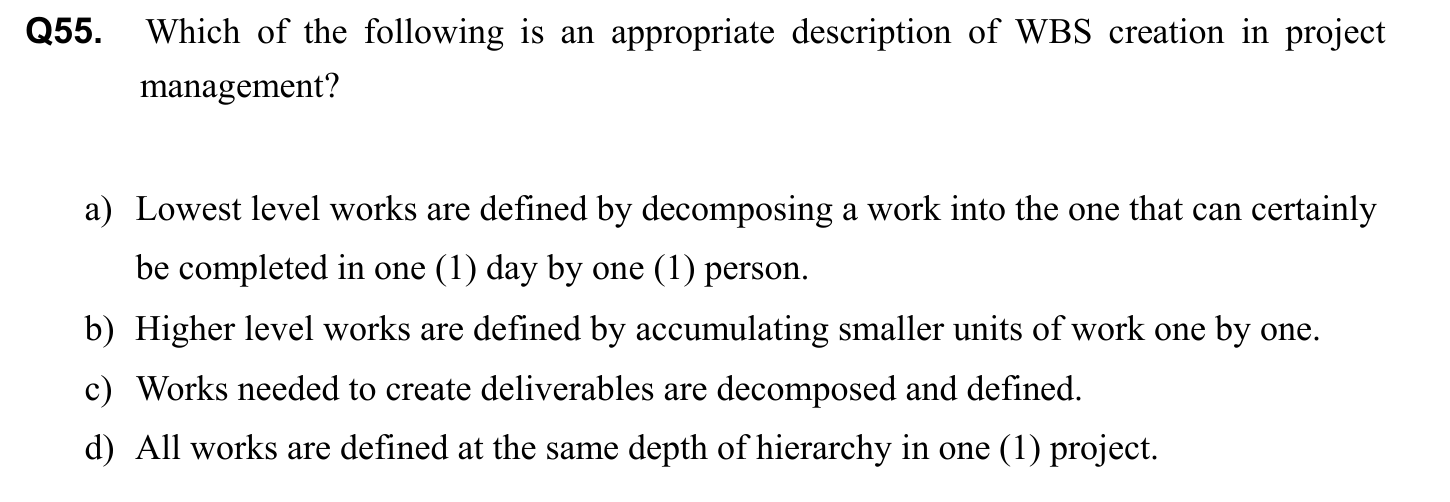 Q55. Which of the following is an appropriate description of WBS creation in project
management?
a) Lowest level works are defined by decomposing a work into the one that can certainly
be completed in one (1) day by one (1) person.
b) Higher level works are defined by accumulating smaller units of work one by one.
c) Works needed to create deliverables are decomposed and defined.
d) All works are defined at the same depth of hierarchy in one (1) project.